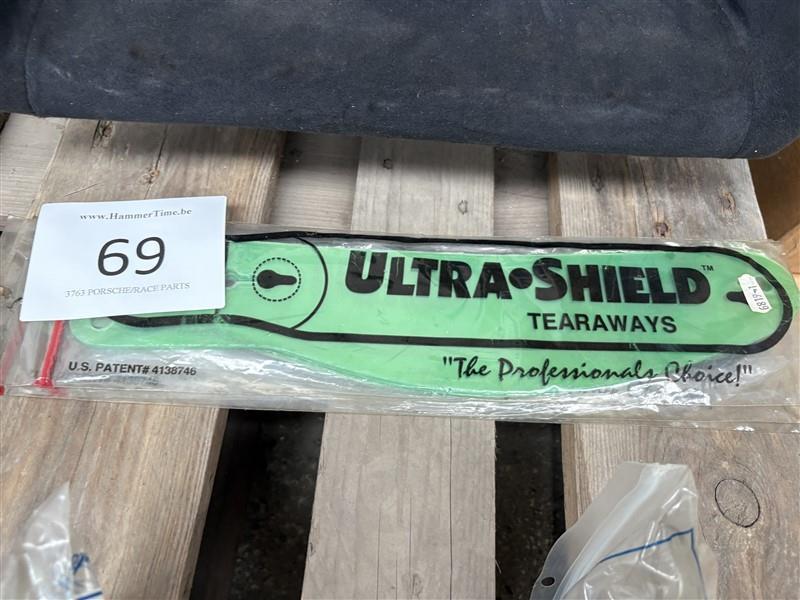 www.HammerTime.be
69
3763 PORSCHE/RACE PARTS
ULTRA•SHIELD™
TEARAWAYS
U.S. PATENT# 4138746
"The Professionals Choice!"